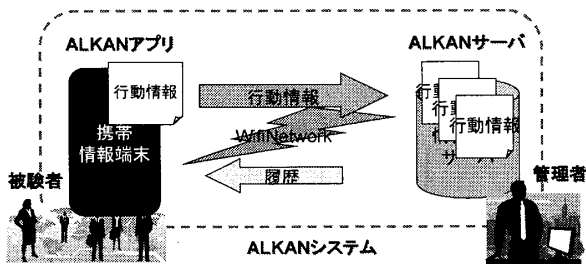 ALKANアプリ
ALKANサーバ
行動情報
行動情報
行動情報
携帯
情報端末
WifiNetwork
履歴
被験者
管理者
ALKANシステム